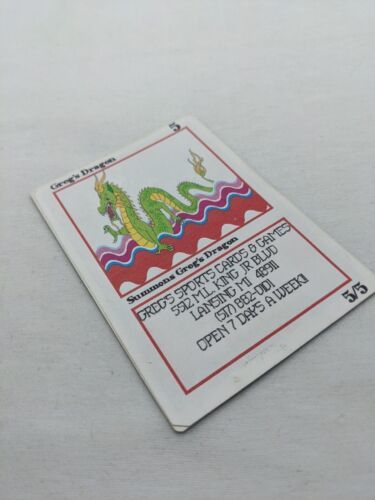 Greg's Dragon 5
Summons Greg's Dragon
GREG'S SPORTS CARDS & GAMES
5512 M.L. KING JR BLVD
LANSING MI 48911
(517) 882-0101
OPEN 7 DAYS A WEEK!
5/5